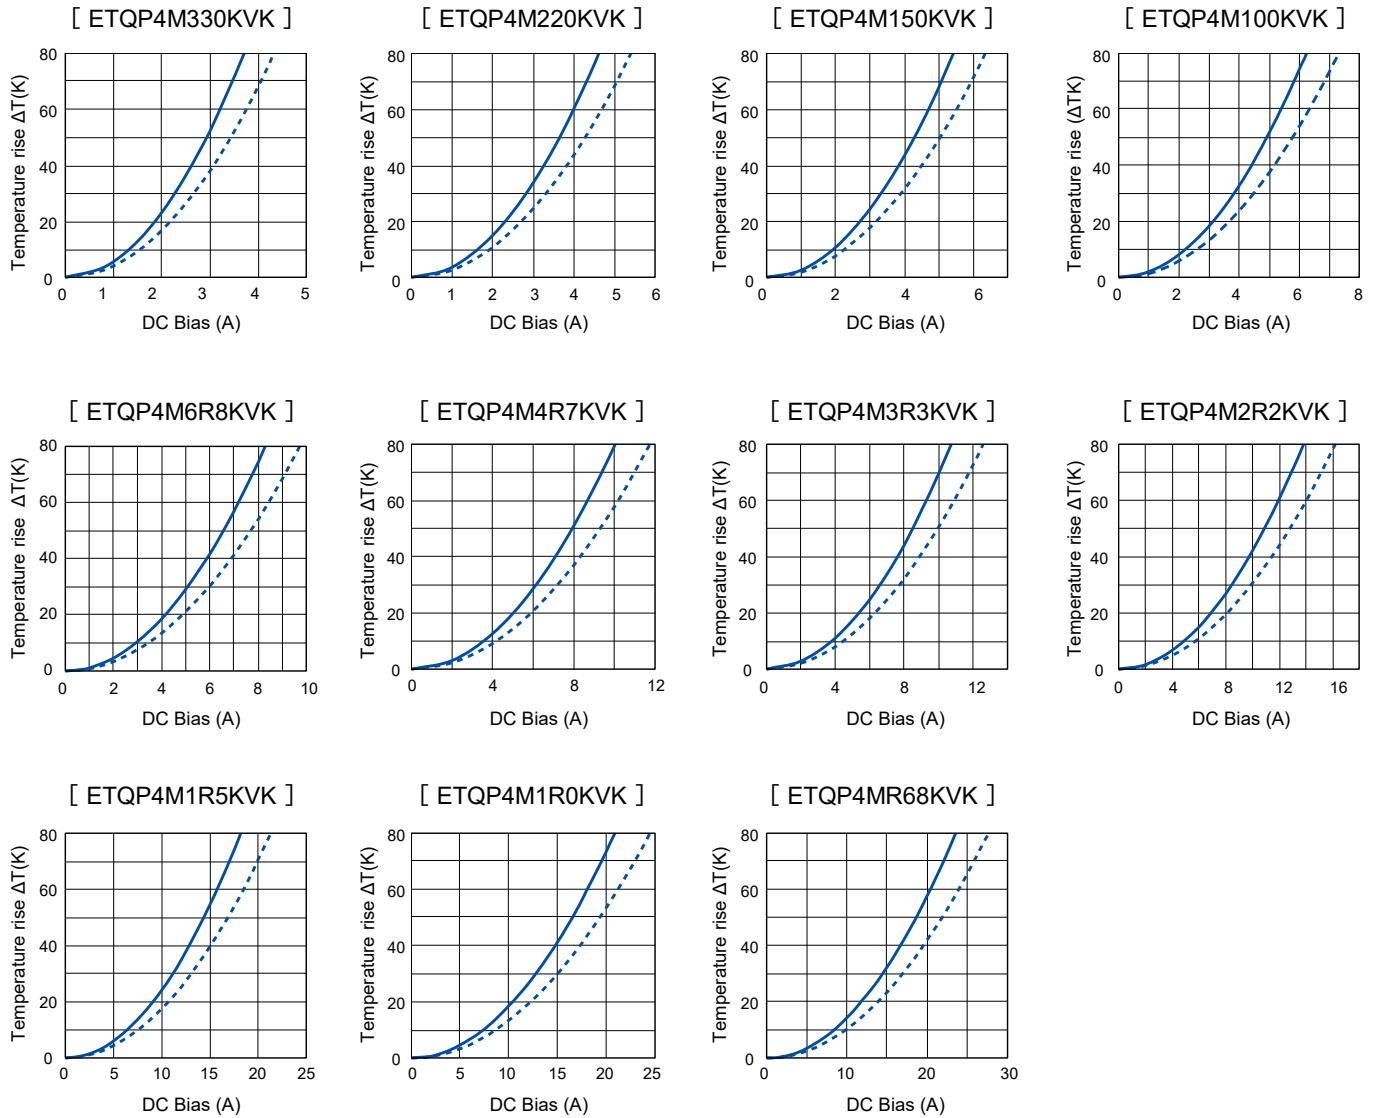 [ ETQP4M330KVK ] [ ETQP4M220KVK ] [ ETQP4M150KVK ] [ ETQP4M100KVK ]
Temperature rise ΔT(K)
80
60
40
20
0
0 1 2 3 4 5
DC Bias (A)
Temperature rise ΔT(K)
80
60
40
20
0
0 1 2 3 4 5 6
DC Bias (A)
Temperature rise ΔT(K)
80
60
40
20
0
0 2 4 6
DC Bias (A)
Temperature rise (ΔTK)
80
60
40
20
0
0 2 4 6 8
DC Bias (A)
[ ETQP4M6R8KVK ] [ ETQP4M4R7KVK ] [ ETQP4M3R3KVK ] [ ETQP4M2R2KVK ]
Temperature rise ΔT(K)
80
60
40
20
0
0 2 4 6 8 10
DC Bias (A)
Temperature rise ΔT(K)
80
60
40
20
0
0 4 8 12
DC Bias (A)
Temperature rise ΔT(K)
80
60
40
20
0
0 4 8 12
DC Bias (A)
Temperature rise ΔT(K)
80
60
40
20
0
0 4 8 12 16
DC Bias (A)
[ ETQP4M1R5KVK ] [ ETQP4M1R0KVK ] [ ETQP4MR68KVK ]
Temperature rise ΔT(K)
80
60
40
20
0
0 5 10 15 20 25
DC Bias (A)
Temperature rise ΔT(K)
80
60
40
20
0
0 5 10 15 20 25
DC Bias (A)
Temperature rise ΔT(K)
80
60
40
20
0
0 10 20 30
DC Bias (A)